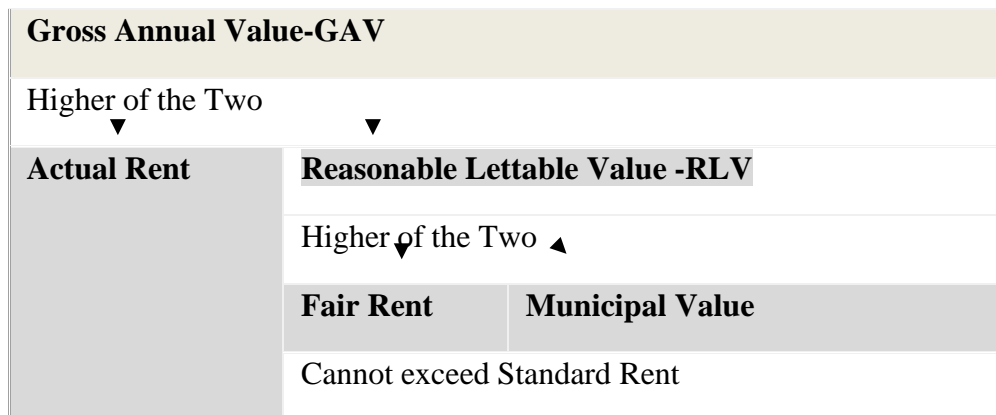 Gross Annual Value-GAV
Higher of the Two
Actual Rent
Reasonable Lettable Value -RLV
Higher of the Two
Fair Rent
Municipal Value
Cannot exceed Standard Rent